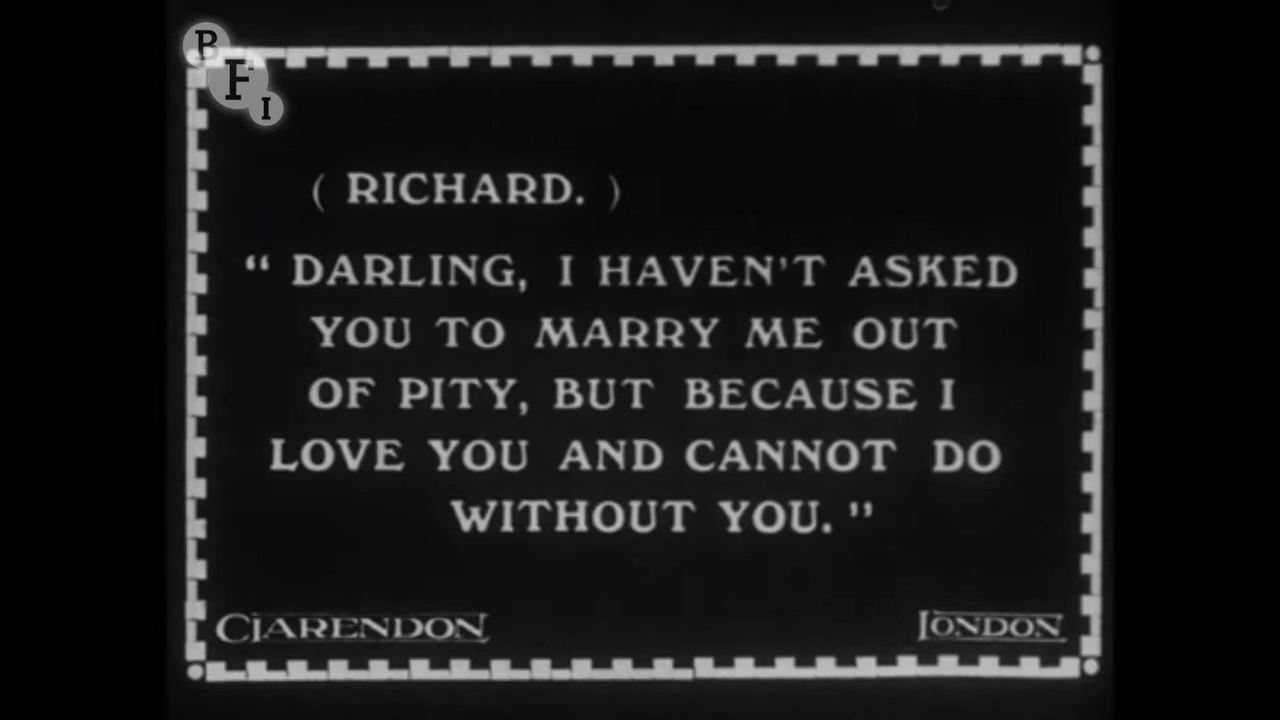 BFI
( RICHARD. )
“ DARLING, I HAVEN'T ASKED
YOU TO MARRY ME OUT
OF PITY, BUT BECAUSE I
LOVE YOU AND CANNOT DO
WITHOUT YOU. ”
CLARENDON LONDON